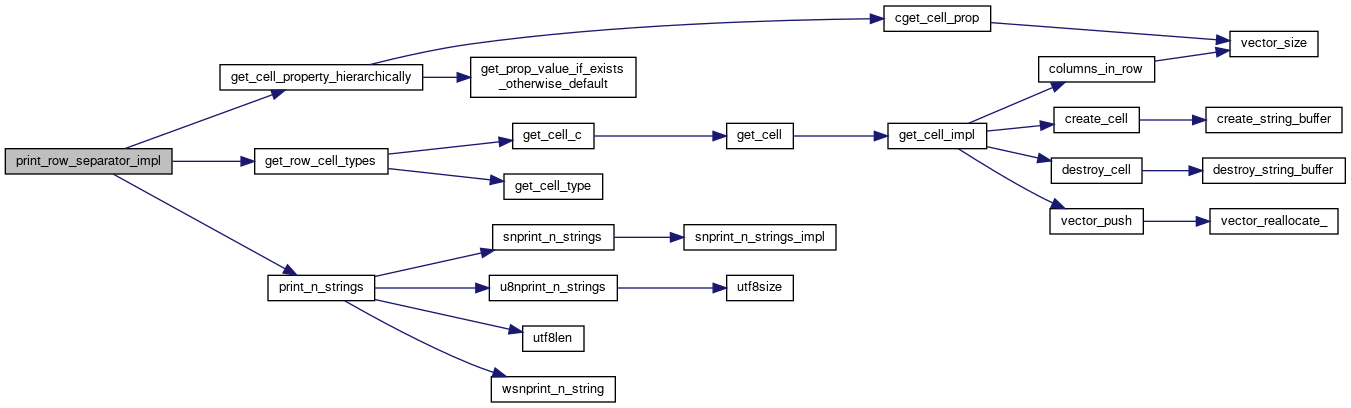 print_row_separator_impl
get_cell_property_hierarchically
get_row_cell_types
print_n_strings
get_prop_value_if_exists
_otherwise_default
get_cell_c
get_cell_type
snprint_n_strings
u8nprint_n_strings
utf8len
wsnprint_n_string
snprint_n_strings_impl
utf8size
get_cell
cget_cell_prop
get_cell_impl
columns_in_row
create_cell
destroy_cell
vector_push
vector_size
create_string_buffer
destroy_string_buffer
vector_reallocate_